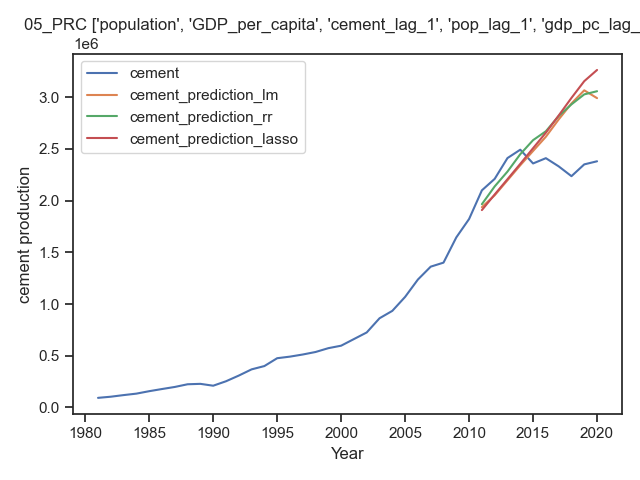 05_PRC ['population', 'GDP_per_capita', 'cement_lag_1', 'pop_lag_1', 'gdp_pc_lag_
1e6
cement
cement_prediction_lm
cement_prediction_rr
cement_prediction_lasso
3.0
2.5
2.0
1.5
1.0
0.5
0.0
cement production
1980 1985 1990 1995 2000 2005 2010 2015 2020
Year